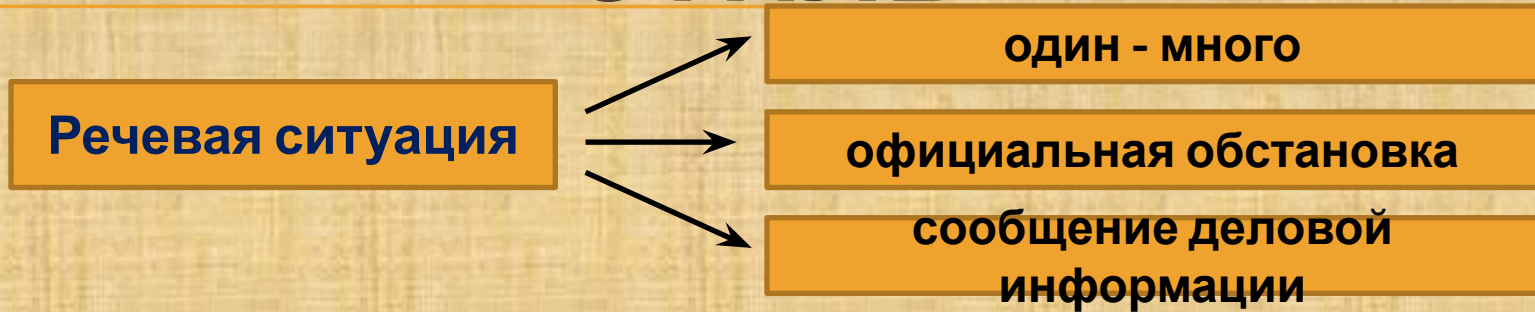 Речевая ситуация
один - много
официальная обстановка
сообщение деловой
информации